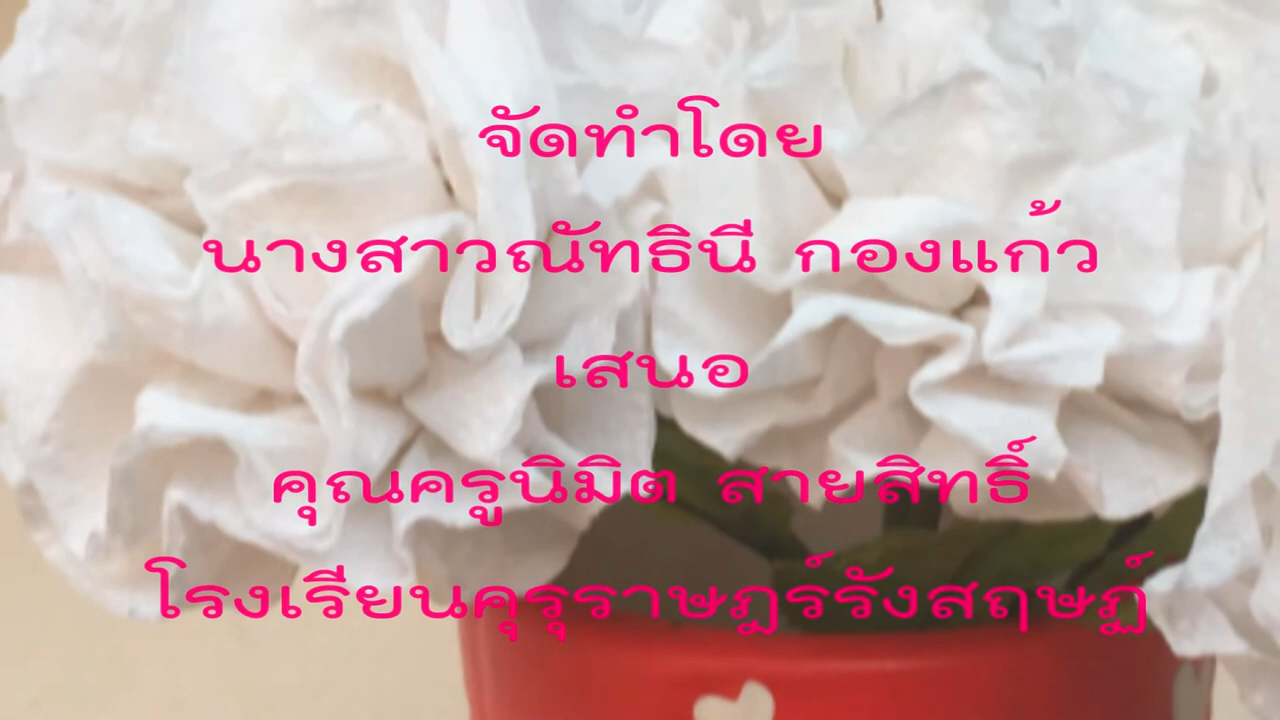 จัดทำโดย
นางสาวณัทธินี กองแก้ว
เสนอ
คุณครูนิมิต สายสิทธิ์
โรงเรียนคุรุราษฎร์รังสฤษฏ์